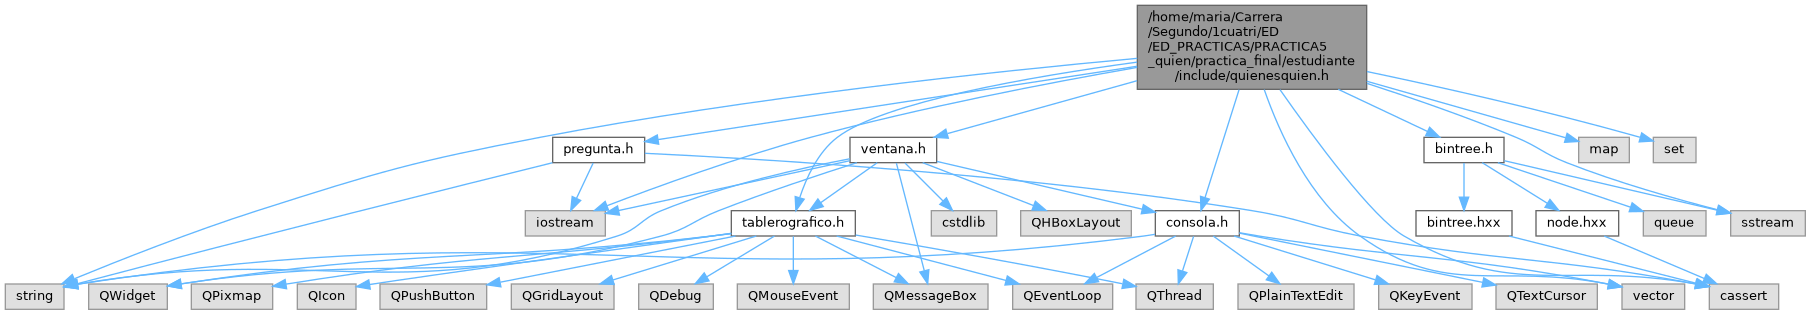 /home/maria/Carrera
/Segundo/1cuatri/ED
/ED_PRACTICAS/PRACTICA5
_quien/practica_final/estudiante
/include/quienesquien.h
pregunta.h
ventana.h
bintree.h
map
set
iostream
tablerografico.h
cstdlib
QHBoxLayout
consola.h
bintree.hxx
node.hxx
queue
sstream
string
QWidget
QPixmap
QIcon
QPushButton
QGridLayout
QDebug
QMouseEvent
QMessageBox
QEventLoop
QThread
QPlainTextEdit
QKeyEvent
QTextCursor
vector
cassert